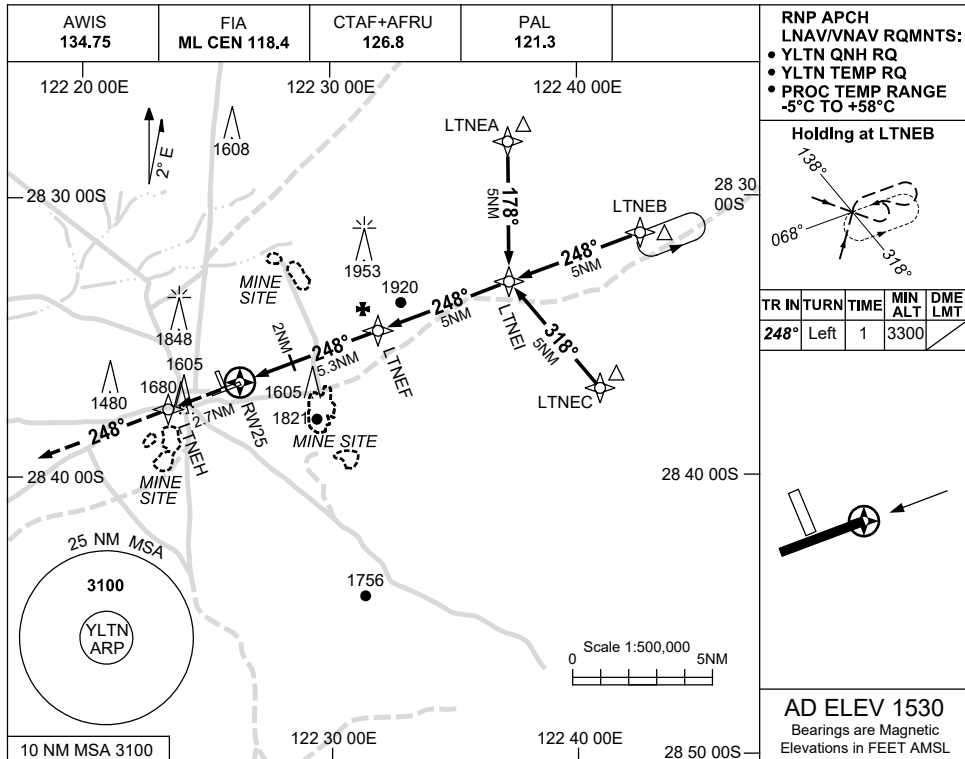 AWIS
134.75
FIA
ML CEN 118.4
CTAF+AFRU
126.8
PAL
121.3
RNP APCH
LNAV/VNAV RQMNTS:
• YLTN QNH RQ
• YLTN TEMP RQ
• PROC TEMP RANGE
-5°C TO +58°C
122 20 00E
122 30 00E
122 40 00E
2° E
1608
LTNEA
178°
5NM
28 30 00S
28 30
00S
LTNEB
248°
5NM
1953
1920
MINE
SITE
248°
5NM
LTNEI
318°
5NM
LTNEC
1848
1605
1680
1480
2NM
248°
5.3NM
LTNEF
1605
1821
MINE SITE
2.7NM
RW25
248°
LTNEH
MINE
SITE
28 40 00S
28 40 00S
25 NM MSA
3100
YLTN
ARP
1756
Scale 1:500,000
0
5NM
10 NM MSA 3100
122 30 00E
122 40 00E
28 50 00S
Holding at LTNEB
138°
068°
318°
TR IN TURN TIME MIN ALT DME LMT
248° Left 1 3300
AD ELEV 1530
Bearings are Magnetic
Elevations in FEET AMSL